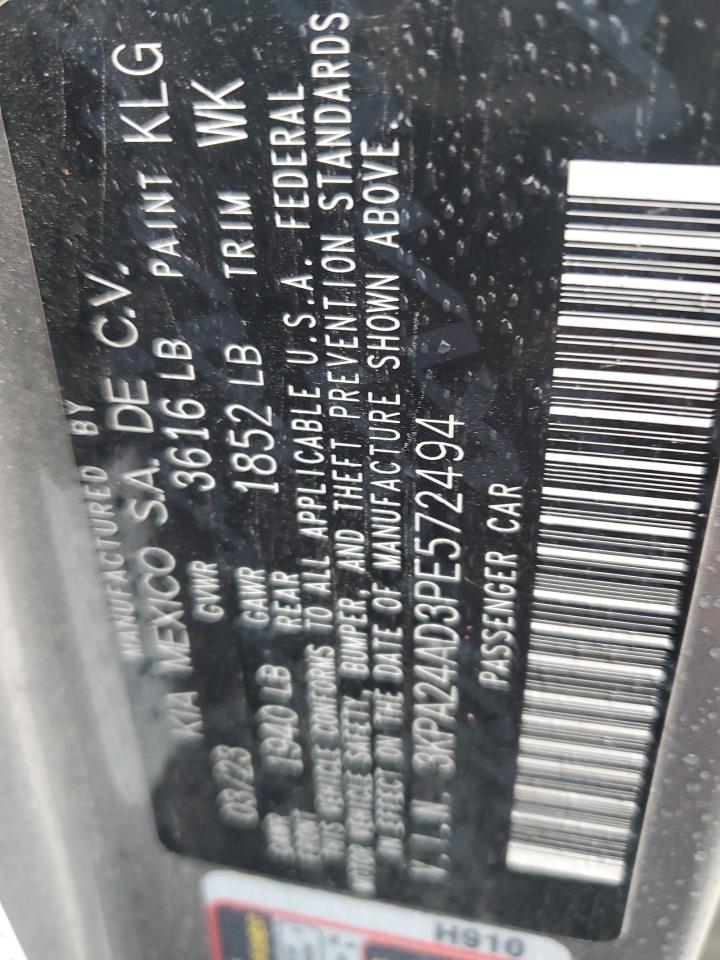 MANUFACTURED BY
KIA MEXICO S.A. DE C.V.
03/23 GVWR 3616 LB PAINT KLG
GAWR FRONT 1940 LB GAWR REAR 1852 LB TRIM WK
THIS VEHICLE CONFORMS TO ALL APPLICABLE U.S.A. FEDERAL
MOTOR VEHICLE SAFETY, BUMPER, AND THEFT PREVENTION STANDARDS
IN EFFECT ON THE DATE OF MANUFACTURE SHOWN ABOVE.
V.I.N. 3KPA24AD3PE572494
PASSENGER CAR
H910